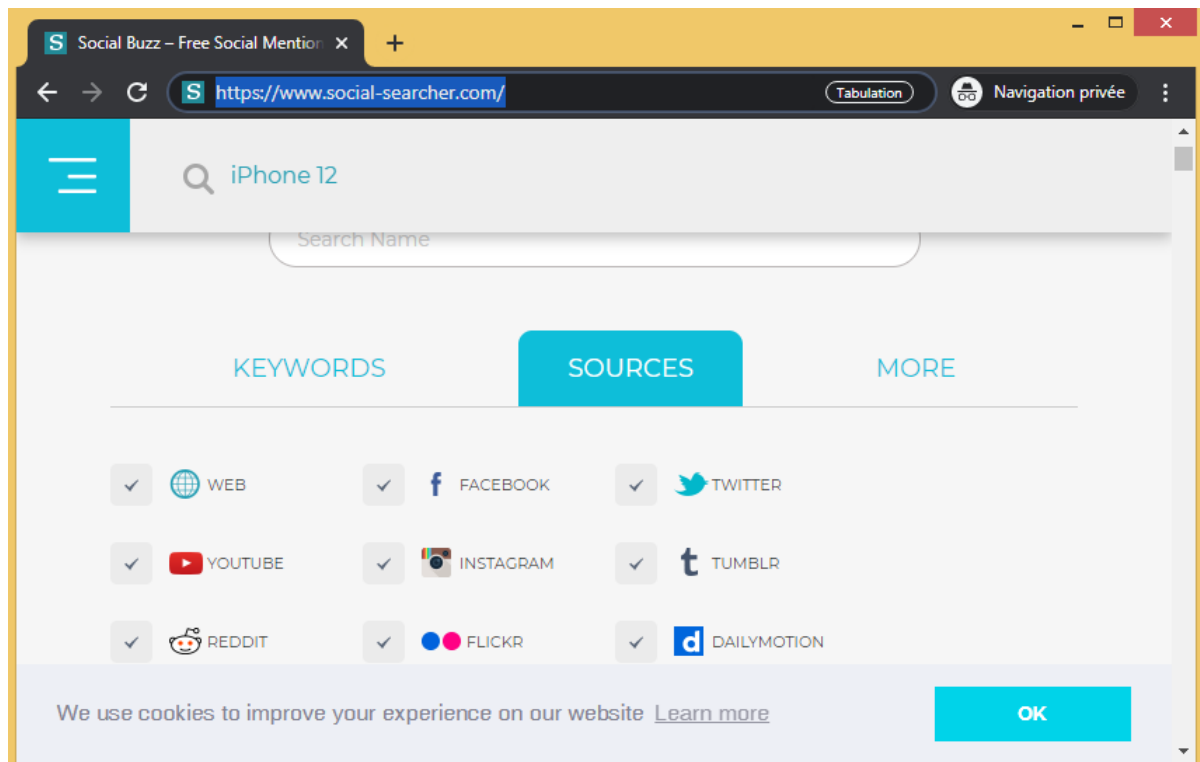 Social Buzz – Free Social Mention
https://www.social-searcher.com/ Tabulation Navigation privée
iPhone 12
Search Name
KEYWORDS SOURCES MORE
WEB FACEBOOK TWITTER
YOUTUBE INSTAGRAM TUMBLR
REDDIT FLICKR DAILYMOTION
We use cookies to improve your experience on our website Learn more OK